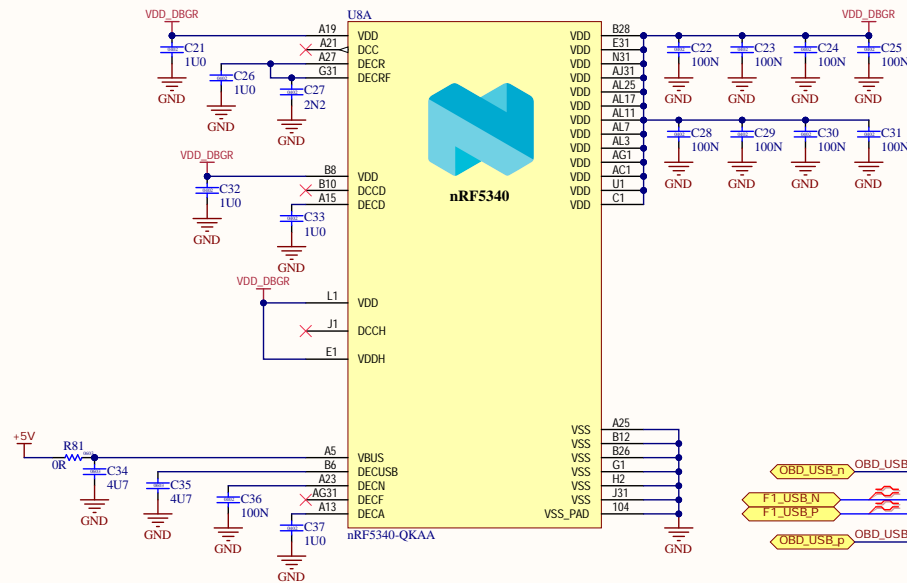 U8A
VDD_DBGR
VDD_DBGR
A19 VDD VDD B28
A21 DCC VDD E31
A27 DECR VDD N31
G31 DECRF VDD AJ31
VDD AL25
VDD AL17
VDD AL11
VDD AL7
VDD AL3
VDD AG1
VDD AC1
VDD U1
VDD C1
C21
1U0
GND
C26
1U0
GND
C27
2N2
GND
C22
100N
GND
C23
100N
GND
C24
100N
GND
C25
100N
GND
C28
100N
GND
C29
100N
GND
C30
100N
GND
C31
100N
GND
nRF5340
VDD_DBGR
B8 VDD
B10 DCCD
A15 DECD
C32
1U0
GND
C33
1U0
GND
VDD_DBGR
L1 VDD
J1 DCCH
E1 VDDH
+5V
R81
0R
A5 VBUS
B6 DECUSB
A23 DECN
AG31 DECF
A13 DECA
C34
4U7
GND
C35
4U7
GND
C36
100N
GND
C37
1U0
GND
VSS A25
VSS B12
VSS B26
VSS G1
VSS H2
VSS J31
VSS_PAD 104
GND
nRF5340-QKAA
OBD_USB_n OBD_USB
F1_USB_N
F1_USB_P
OBD_USB_p OBD_USB